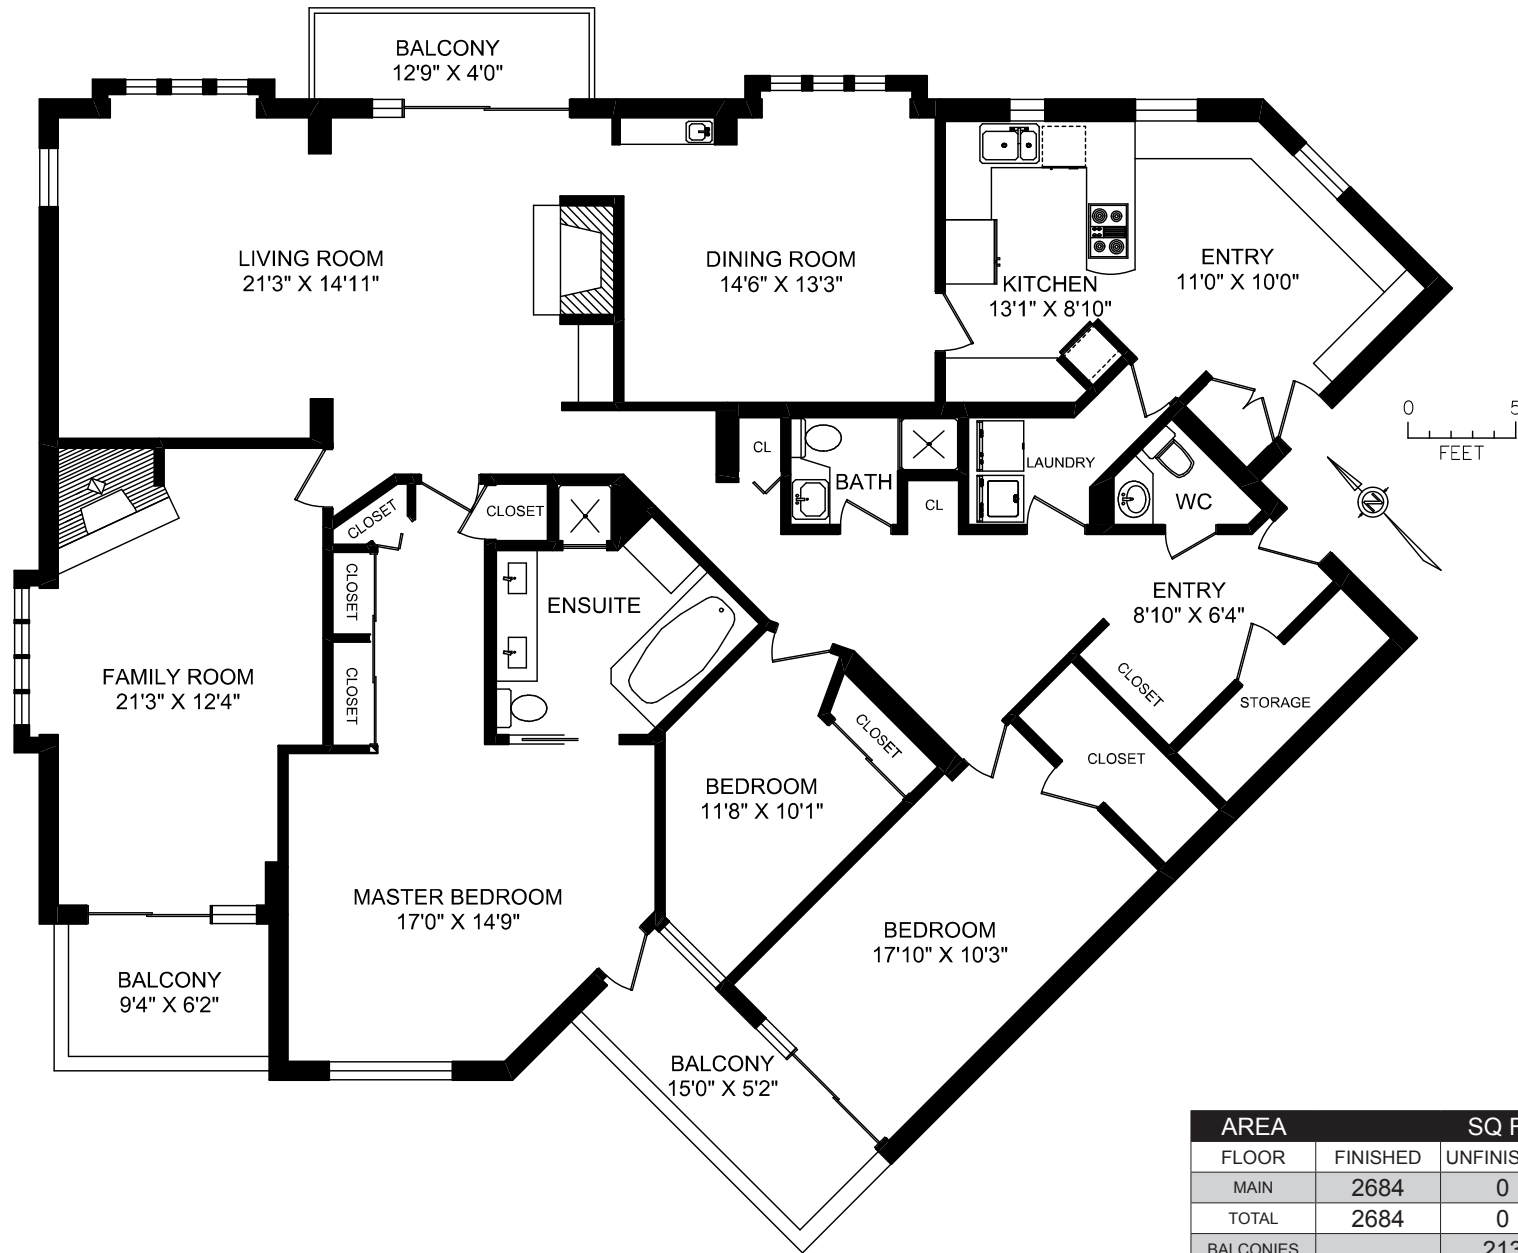 BALCONY
12'9" X 4'0"
LIVING ROOM
21'3" X 14'11"
DINING ROOM
14'6" X 13'3"
KITCHEN
13'1" X 8'10"
ENTRY
11'0" X 10'0"
0 5
FEET
N
CL
BATH
CL
LAUNDRY
WC
CLOSET
CLOSET
CLOSET
CLOSET
ENSUITE
ENTRY
8'10" X 6'4"
CLOSET
STORAGE
FAMILY ROOM
21'3" X 12'4"
CLOSET
CLOSET
BEDROOM
11'8" X 10'1"
MASTER BEDROOM
17'0" X 14'9"
BEDROOM
17'10" X 10'3"
BALCONY
9'4" X 6'2"
BALCONY
15'0" X 5'2"
AREA SQ F
FLOOR FINISHED UNFINIS
MAIN 2684 0
TOTAL 2684 0
BALCONIES 213